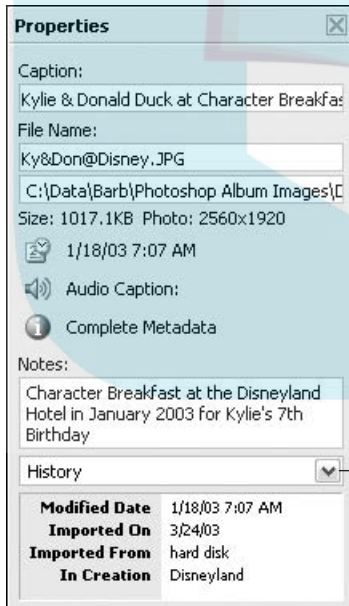 Properties
Caption:
Kylie & Donald Duck at Character Breakfas
File Name:
Ky&Don@Disney.JPG
C:\Data\Barb\Photoshop Album Images\D
Size: 1017.1KB Photo: 2560x1920
1/18/03 7:07 AM
Audio Caption:
Complete Metadata
Notes:
Character Breakfast at the Disneyland
Hotel in January 2003 for Kylie's 7th
Birthday
History
Modified Date 1/18/03 7:07 AM
Imported On 3/24/03
Imported From hard disk
In Creation Disneyland